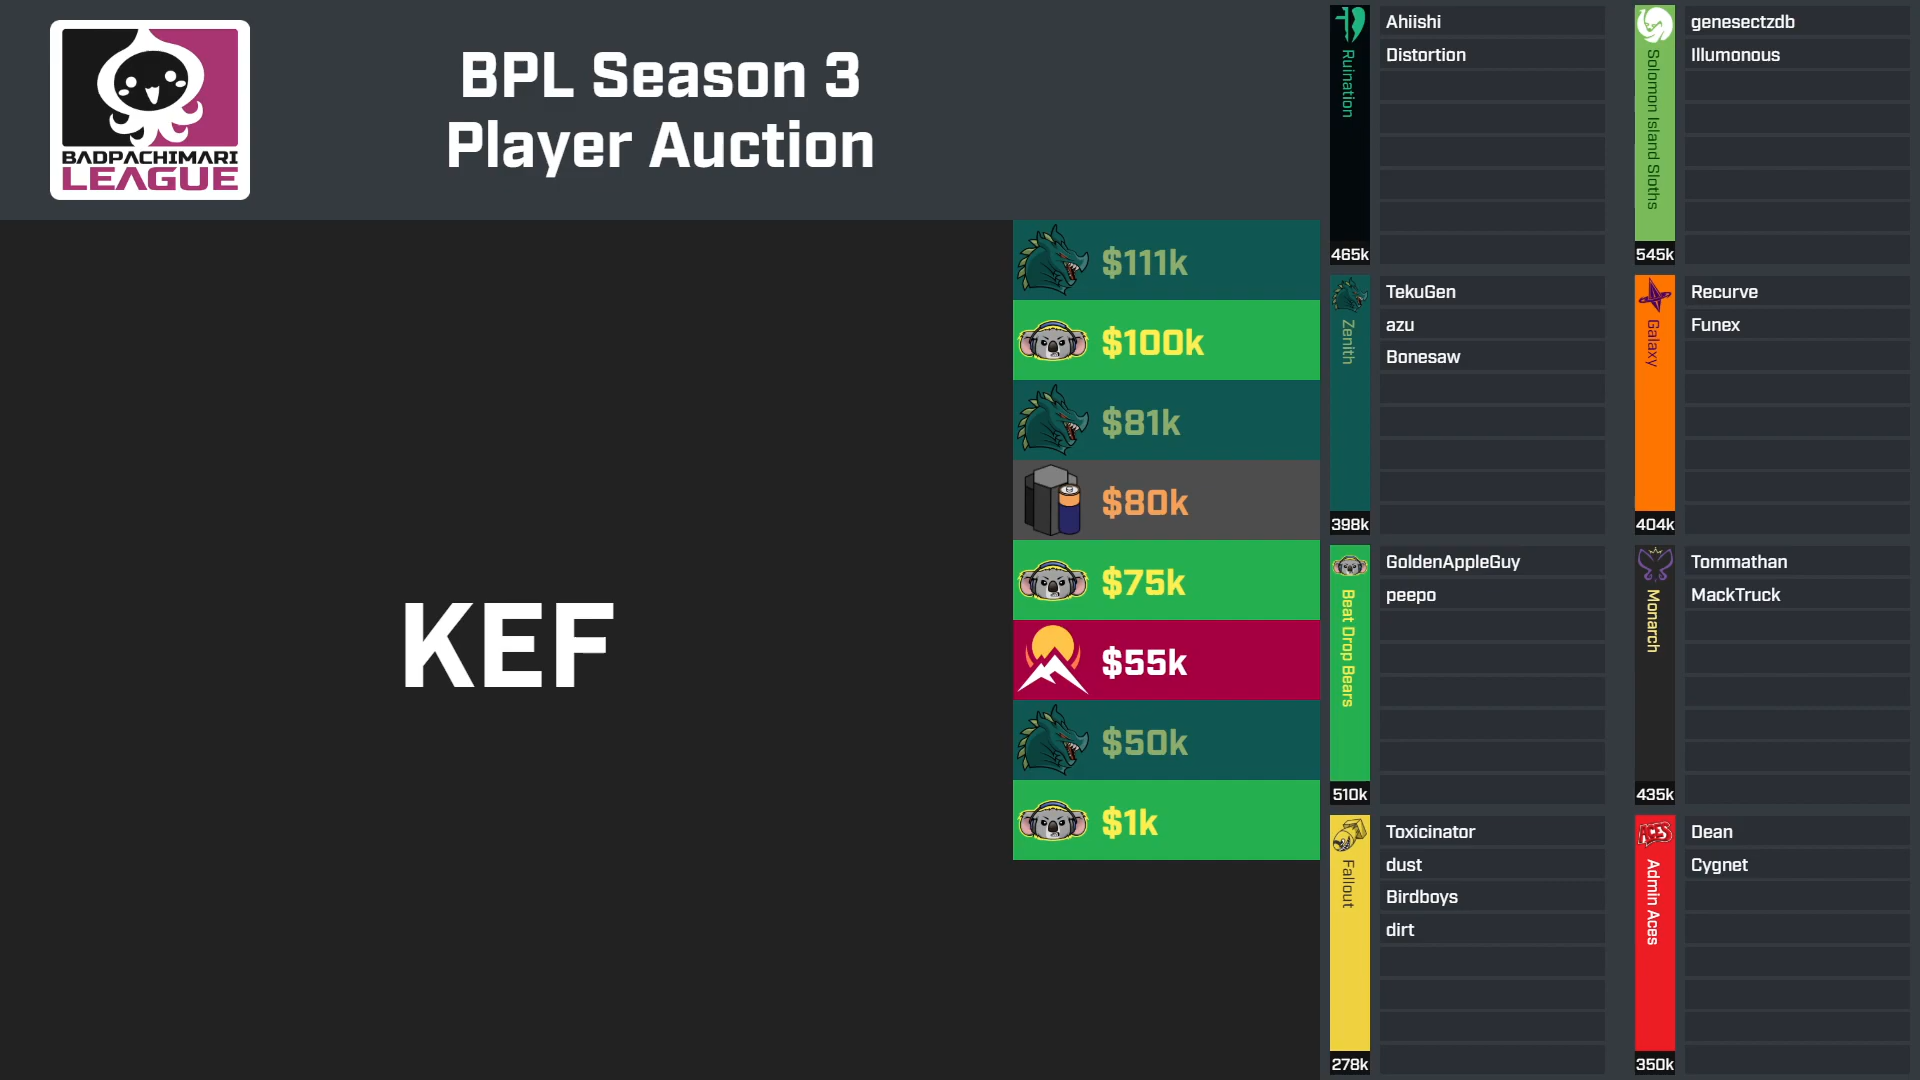 BADPACHIMARI
LEAGUE
BPL Season 3
Player Auction
KEF
$111k
$100k
$81k
$80k
$75k
$55k
$50k
$1k
Ruination
465k
Ahiishi
Distortion
Solomon Island Sloths
545k
genesectzdb
Illumonous
Zenith
398k
TekuGen
azu
Bonesaw
Galaxy
404k
Recurve
Funex
Beat Drop Bears
510k
GoldenAppleGuy
peepo
Monarch
435k
Tommathan
MackTruck
Fallout
278k
Toxicinator
dust
Birdboys
dirt
ACES
Admin Aces
350k
Dean
Cygnet